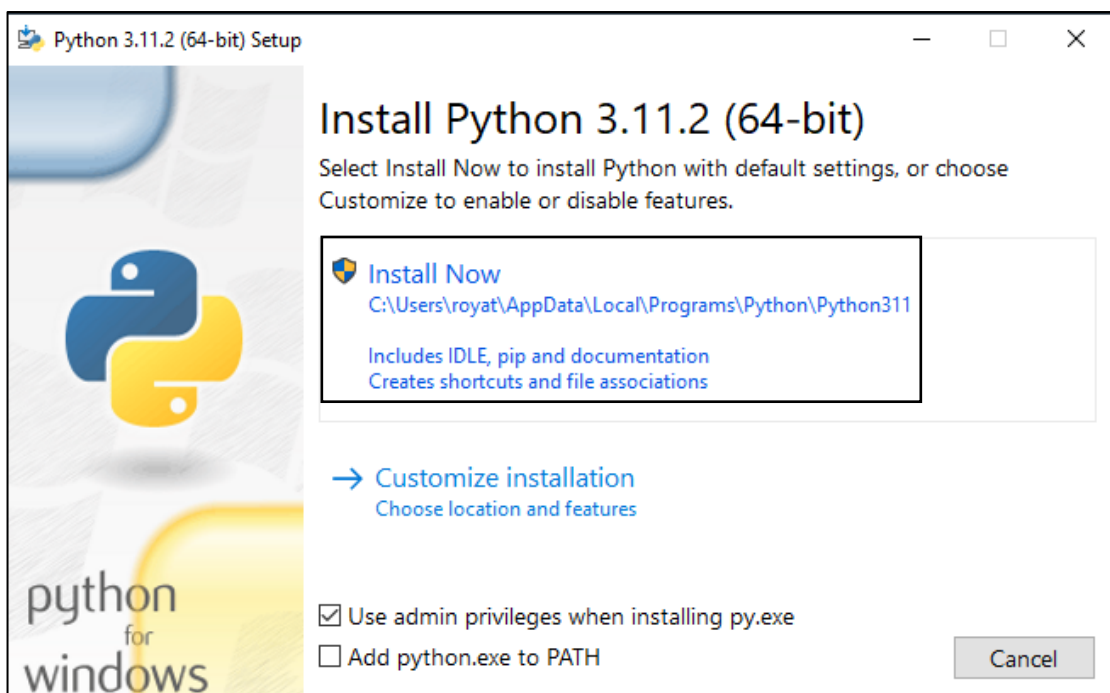 Python 3.11.2 (64-bit) Setup
Install Python 3.11.2 (64-bit)
Select Install Now to install Python with default settings, or choose
Customize to enable or disable features.
Install Now
C:\Users\royat\AppData\Local\Programs\Python\Python311
Includes IDLE, pip and documentation
Creates shortcuts and file associations
Customize installation
Choose location and features
Use admin privileges when installing py.exe
Add python.exe to PATH
Cancel
python
for
windows